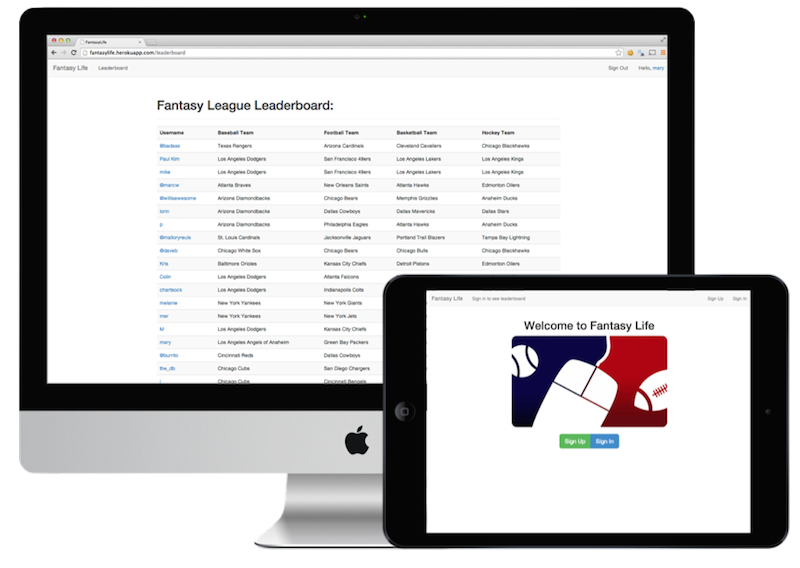 FantasyLife
fantasylife.herokuapp.com/leaderboard
Fantasy Life Leaderboard Sign Out Hello, mary
Fantasy League Leaderboard:
Username Baseball Team Football Team Basketball Team Hockey Team
@badass Texas Rangers Arizona Cardinals Cleveland Cavaliers Chicago Blackhawks
Paul Kim Los Angeles Dodgers San Francisco 49ers Los Angeles Lakers Los Angeles Kings
mike Los Angeles Dodgers San Francisco 49ers Los Angeles Lakers Los Angeles Kings
@marcw Atlanta Braves New Orleans Saints Atlanta Hawks Edmonton Oilers
@willisawesome Arizona Diamondbacks Chicago Bears Memphis Grizzlies Anaheim Ducks
lorin Arizona Diamondbacks Dallas Cowboys Dallas Mavericks Dallas Stars
p Arizona Diamondbacks Philadelphia Eagles Atlanta Hawks Anaheim Ducks
@malloryreuls St. Louis Cardinals Jacksonville Jaguars Portland Trail Blazers Tampa Bay Lightning
@daveb Chicago White Sox Chicago Bears Chicago Bulls Chicago Blackhawks
Kris Baltimore Orioles Kansas City Chiefs Detroit Pistons Edmonton Oilers
Colin Los Angeles Dodgers Atlanta Falcons
chartsock Los Angeles Dodgers Indianapolis Colts
melanie New York Yankees New York Giants
mer New York Yankees New York Jets
M Los Angeles Dodgers Kansas City Chiefs
mary Los Angeles Angels of Anaheim Green Bay Packers
@burrito Cincinnati Reds Dallas Cowboys
the_db Chicago Cubs San Diego Chargers
Chicago Cubs Cincinnati Bengals
Fantasy Life Sign in to see leaderboard Sign Up Sign In
Welcome to Fantasy Life
Sign Up Sign In